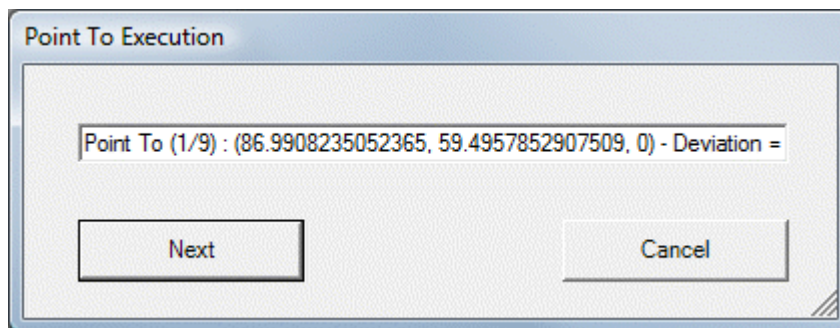 Point To Execution
Point To (1/9) : (86.9908235052365, 59.4957852907509, 0) - Deviation =
Next
Cancel